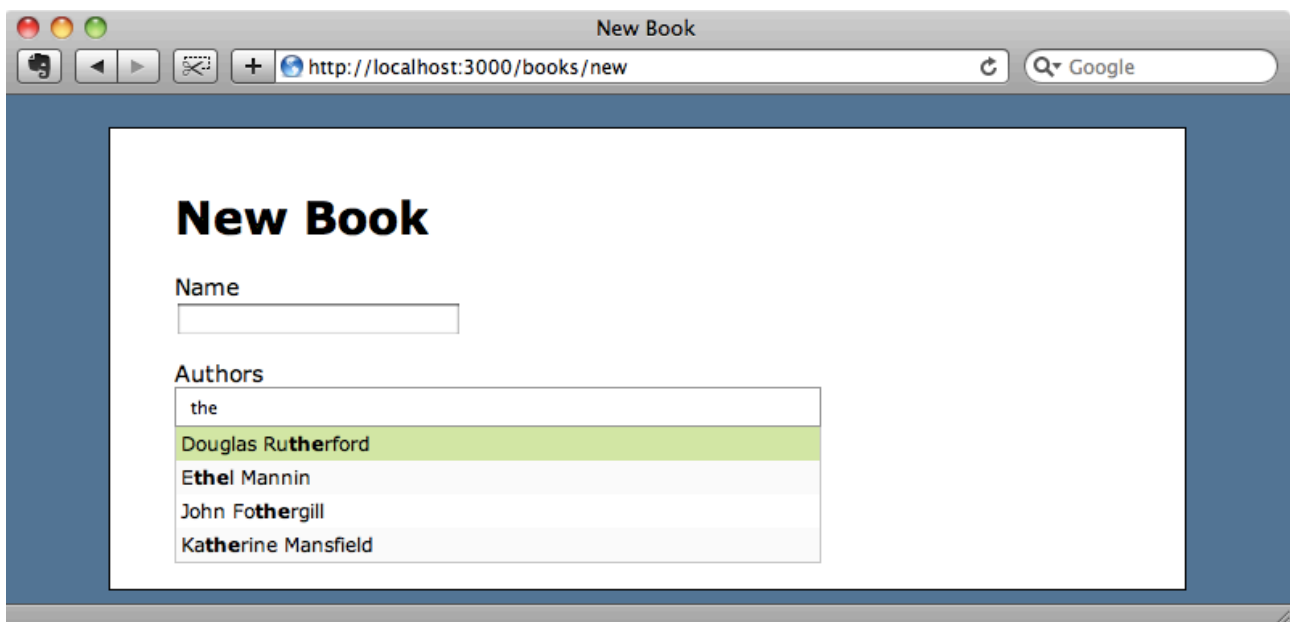 New Book
http://localhost:3000/books/new
Google
New Book
Name
Authors
the
Douglas Rutherford
Ethel Mannin
John Fothergill
Katherine Mansfield